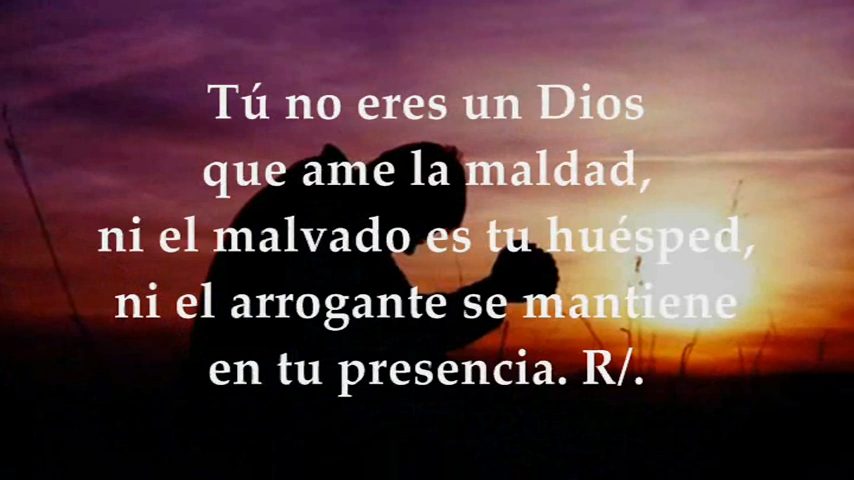 Tú no eres un Dios
que ame la maldad,
ni el malvado es tu huésped,
ni el arrogante se mantiene
en tu presencia. R/.